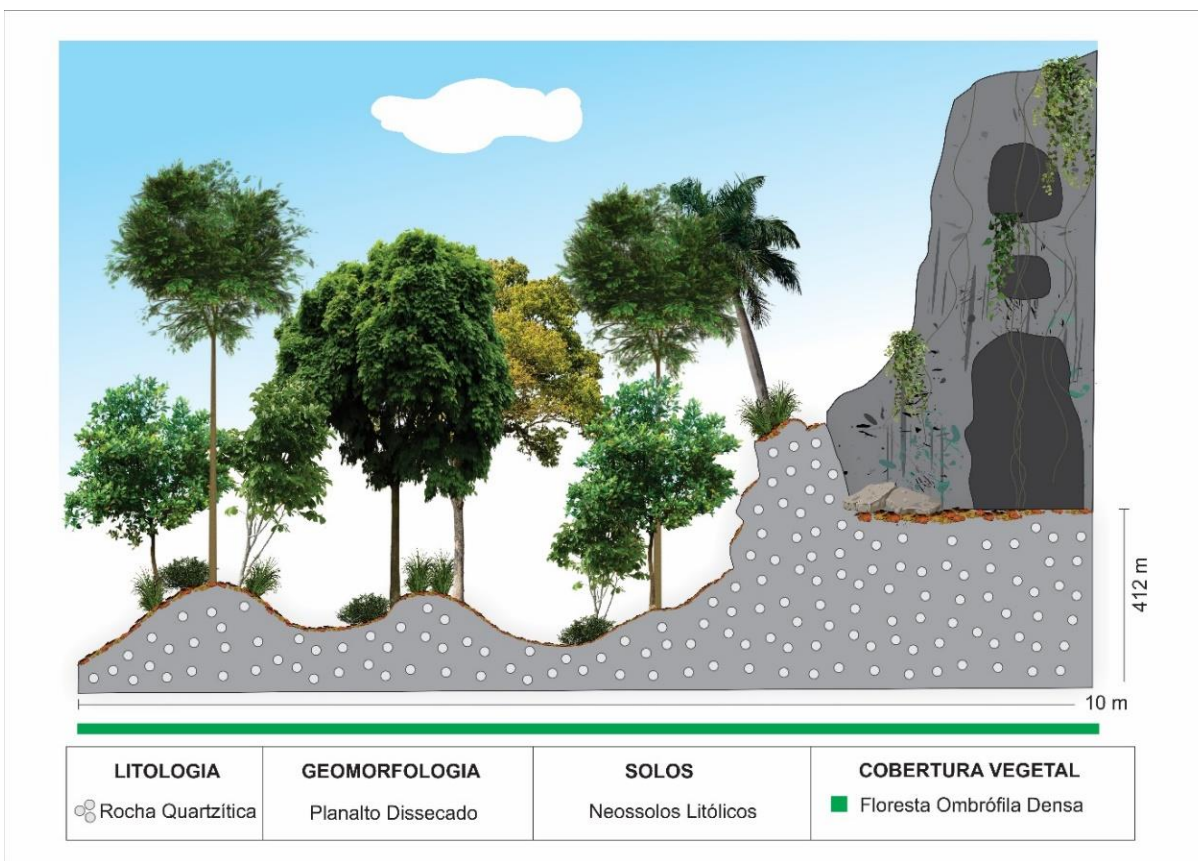 412 m
10 m
LITOLOGIA
Rocha Quartzítica
GEOMORFOLOGIA
Planalto Dissecado
SOLOS
Neossolos Litólicos
COBERTURA VEGETAL
Floresta Ombrófila Densa